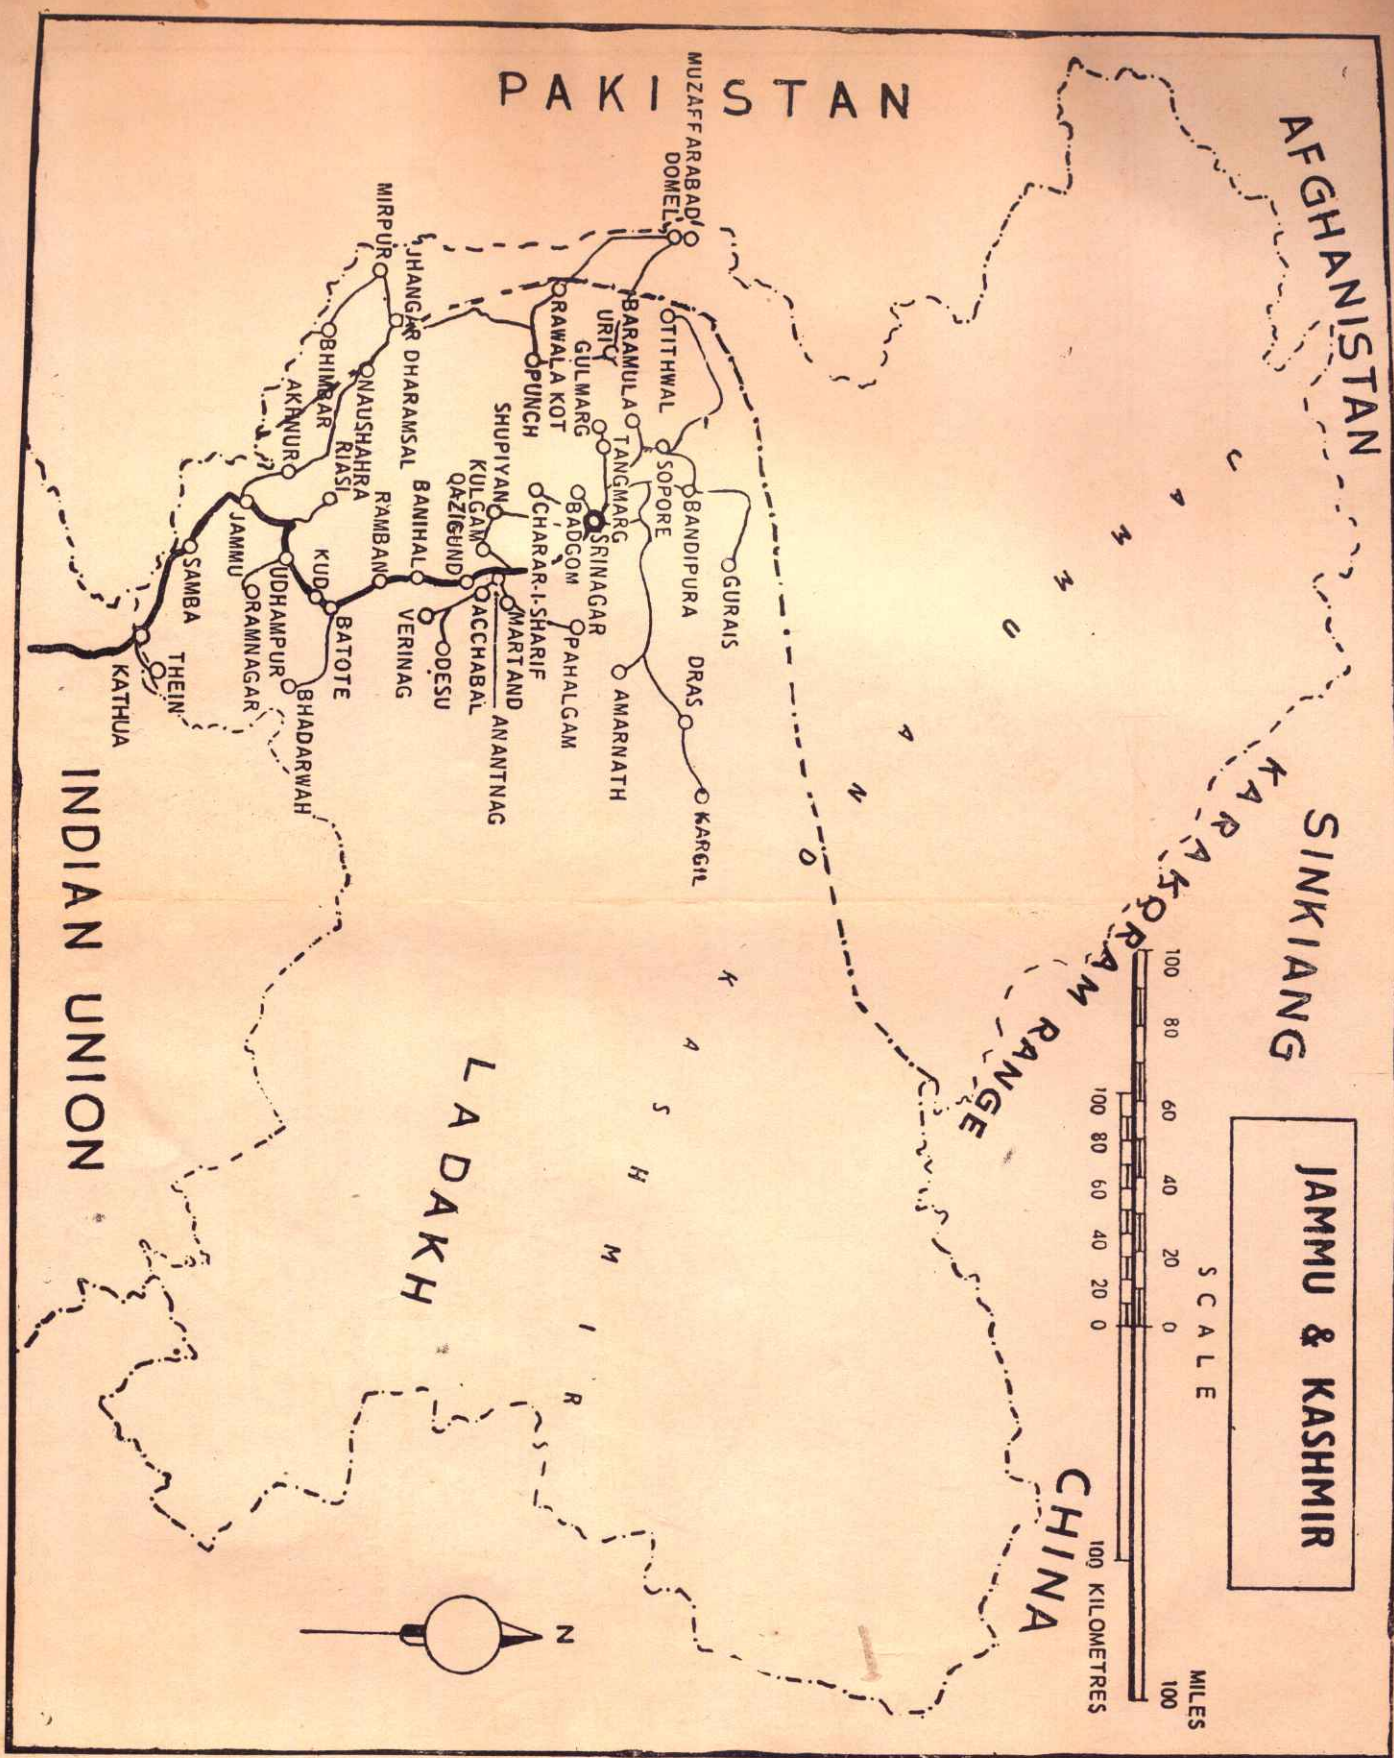 JAMMU & KASHMIR
AFGHANISTAN
SINKIANG
SCALE
MILES
100 80 60 40 20 0 100
100 80 60 40 20 0 100 KILOMETRES
KARAKORAM RANGE
CHINA
PAKISTAN
JAMMU AND KASHMIR
LADAKH
INDIAN UNION
N
MUZAFFARABAD
DOMEL
TITHWAL
GURAIS
BANDIPURA
SOPORE
DRAS
KARGIL
BARAMULA
URI
TANGMARG
GULMARG
SRINAGAR
AMARNATH
BADGOM
PAHALGAM
RAWALA KOT
PUNCH
CHARAR-I-SHARIF
SHUPIYAN
MARTAND
ANANTNAG
KULGAM
ACCHABAL
QAZIGUND
DESU
VERINAG
BANIHAL
JHANGAR
DHARAMSAL
MIRPUR
RAMBAN
NAUSHAHRA
RIASI
BATOTE
BHIMBAR
KUD
BHADARWAH
AKHNUR
UDHAMPUR
RAMNAGAR
JAMMU
SAMBA
THEIN
KATHUA